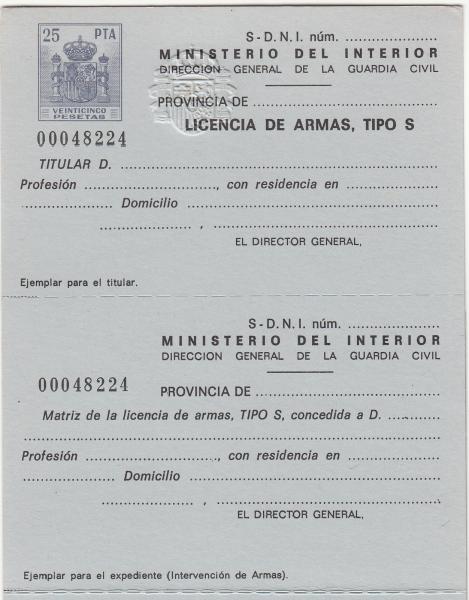 25 PTA
VEINTICINCO
PESETAS
S-D.N.I. núm. ......................
MINISTERIO DEL INTERIOR
DIRECCION GENERAL DE LA GUARDIA CIVIL
PROVINCIA DE ..........................................
LICENCIA DE ARMAS, TIPO S
00048224
TITULAR D. ..........................................................................
Profesión ................................, con residencia en ......................
...................... Domicilio ..................................................
...................... , ..................................................
EL DIRECTOR GENERAL,
Ejemplar para el titular.
S-D.N.I. núm. ......................
MINISTERIO DEL INTERIOR
DIRECCION GENERAL DE LA GUARDIA CIVIL
00048224
PROVINCIA DE ..........................................
Matriz de la licencia de armas, TIPO S, concedida a D. ............
..........................................................................................
Profesión ................................, con residencia en ......................
...................... Domicilio ..................................................
...................... , ..................................................
EL DIRECTOR GENERAL,
Ejemplar para el expediente (Intervención de Armas).